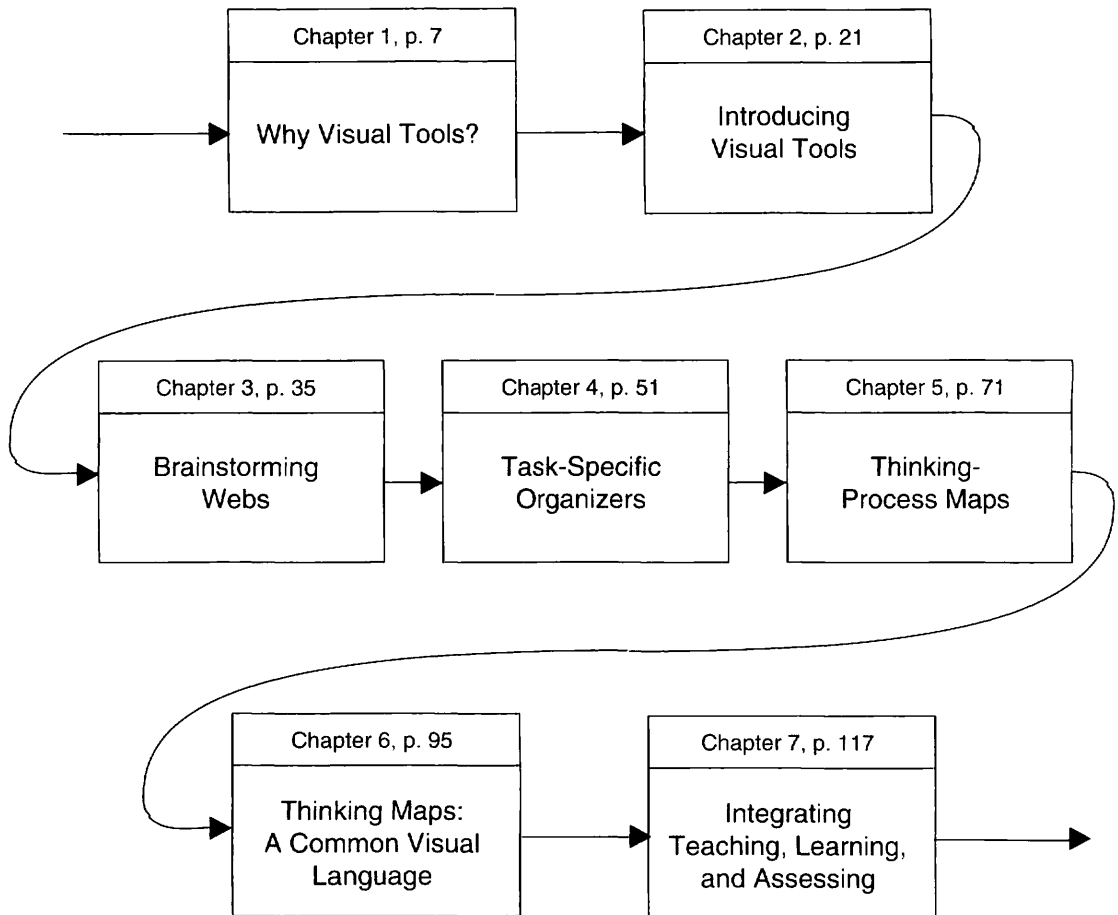 Chapter 1, p. 7
Why Visual Tools?
Chapter 2, p. 21
Introducing
Visual Tools
Chapter 3, p. 35
Brainstorming
Webs
Chapter 4, p. 51
Task-Specific
Organizers
Chapter 5, p. 71
Thinking-
Process Maps
Chapter 6, p. 95
Thinking Maps:
A Common Visual
Language
Chapter 7, p. 117
Integrating
Teaching, Learning,
and Assessing